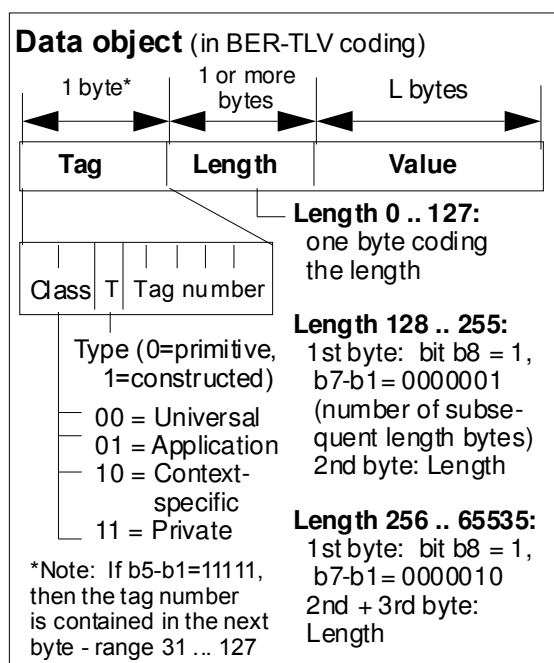 Data object (in BER-TLV coding)
1 byte*
1 or more
bytes
L bytes
Tag
Length
Value
Class T Tag number
Type (0=primitive,
1=constructed)
00 = Universal
01 = Application
10 = Context-
specific
11 = Private
*Note: If b5-b1=11111,
then the tag number
is contained in the next
byte - range 31 ... 127
Length 0 .. 127:
one byte coding
the length
Length 128 .. 255:
1st byte: bit b8 = 1,
b7-b1= 0000001
(number of subse-
quent length bytes)
2nd byte: Length
Length 256 .. 65535:
1st byte: bit b8 = 1,
b7-b1= 0000010
2nd + 3rd byte:
Length